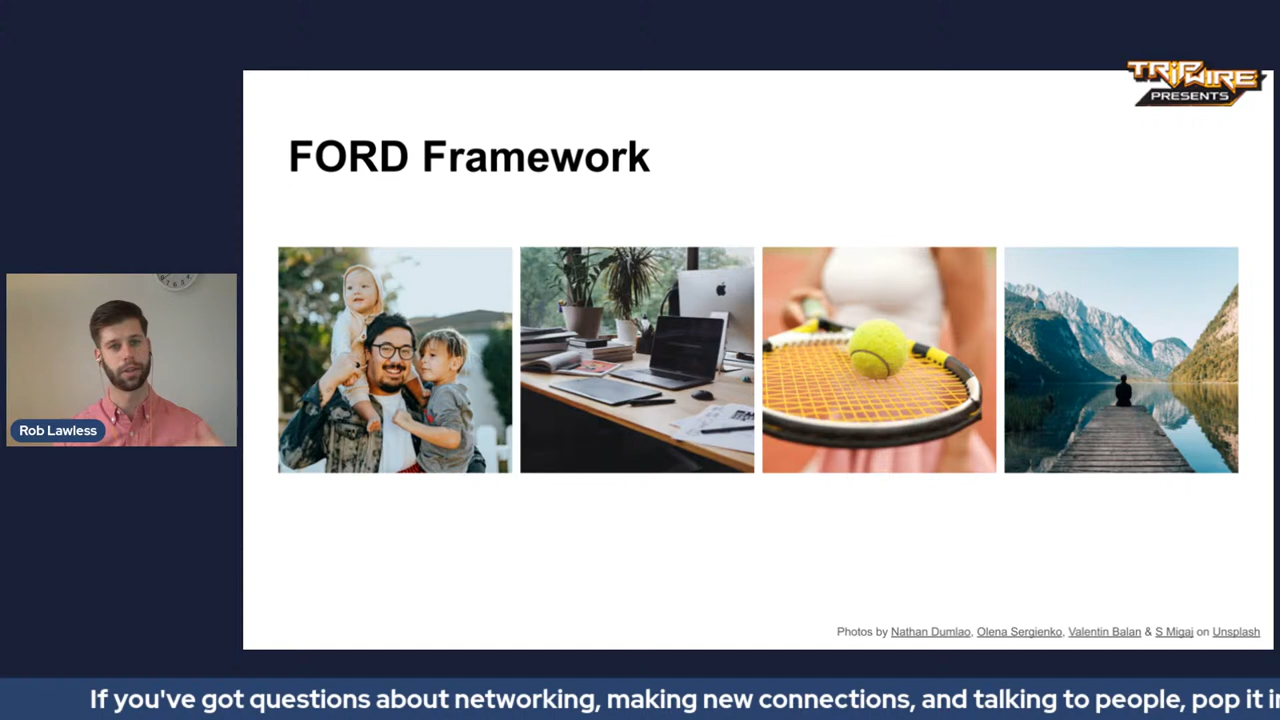 TRIPWIRE
PRESENTS
FORD Framework
Rob Lawless
Photos by Nathan Dumlao, Olena Sergienko, Valentin Balan & S Migaj on Unsplash
If you've got questions about networking, making new connections, and talking to people, pop it